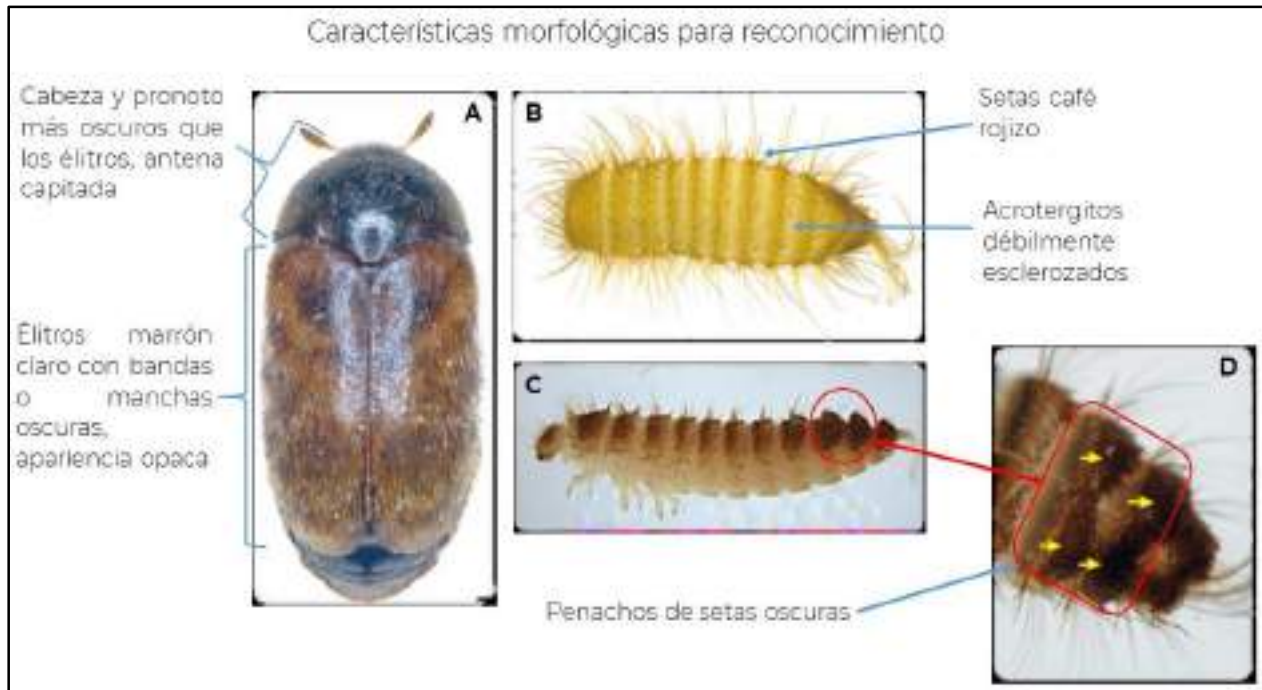 Características morfológicas para reconocimiento
Cabeza y pronoto
más oscuros que
los élitros, antena
capitada
A
B
Setas café
rojizo
Acrotergitos
débilmente
esclerozados
Élitros marrón
claro con bandas
o manchas
oscuras,
apariencia opaca
C
D
Penachos de setas oscuras